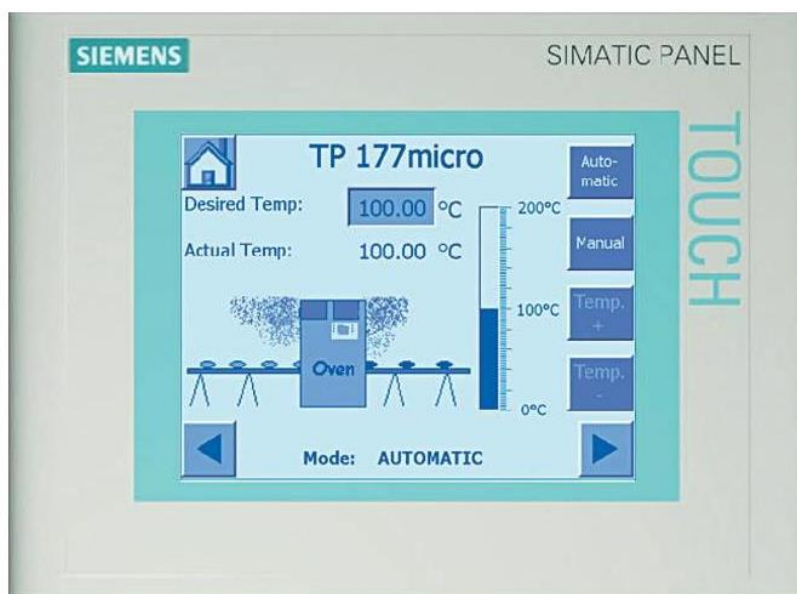 SIEMENS
SIMATIC PANEL
TOUCH
TP 177micro
Auto-
matic
Desired Temp: 100.00 °C
200°C
Manual
Actual Temp: 100.00 °C
100°C
Temp.
+
Oven
Temp.
-
0°C
Mode: AUTOMATIC